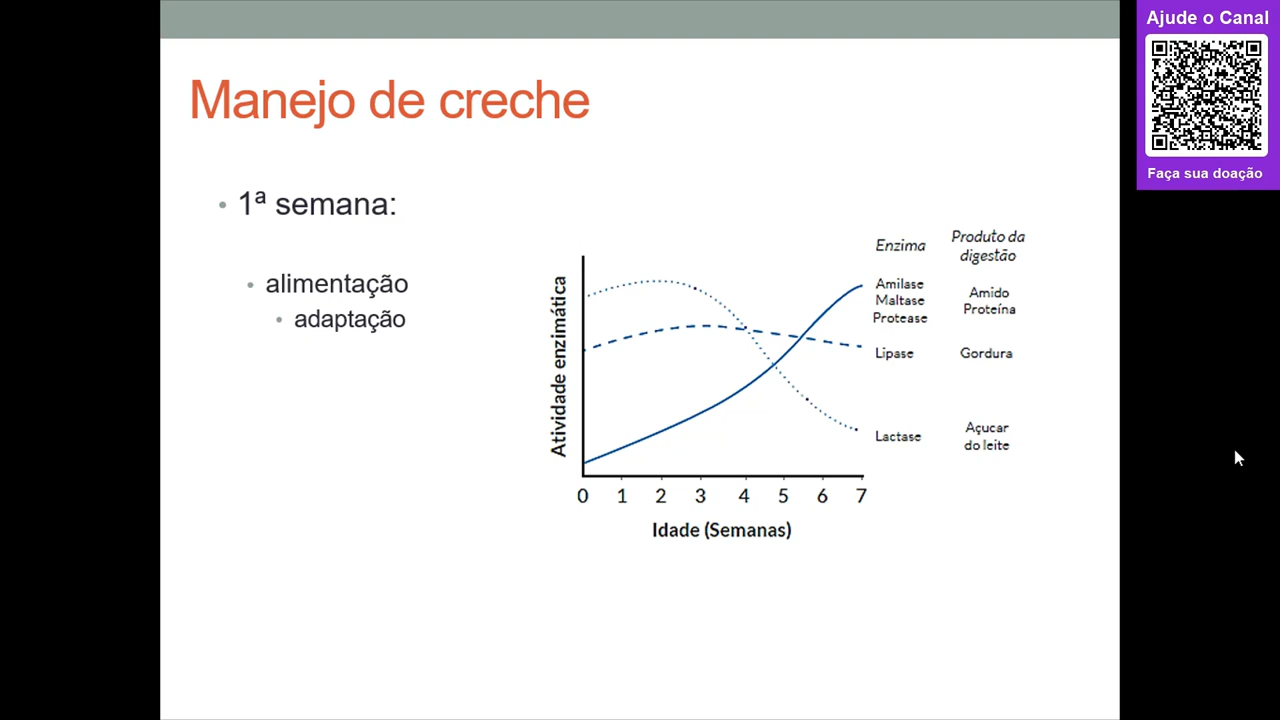 Ajude o Canal
Faça sua doação
Manejo de creche
• 1ª semana:
• alimentação
• adaptação
Enzima
Produto da
digestão
Amilase
Maltase
Protease
Amido
Proteína
Lipase
Gordura
Lactase
Açucar
do leite
Atividade enzimática
0 1 2 3 4 5 6 7
Idade (Semanas)